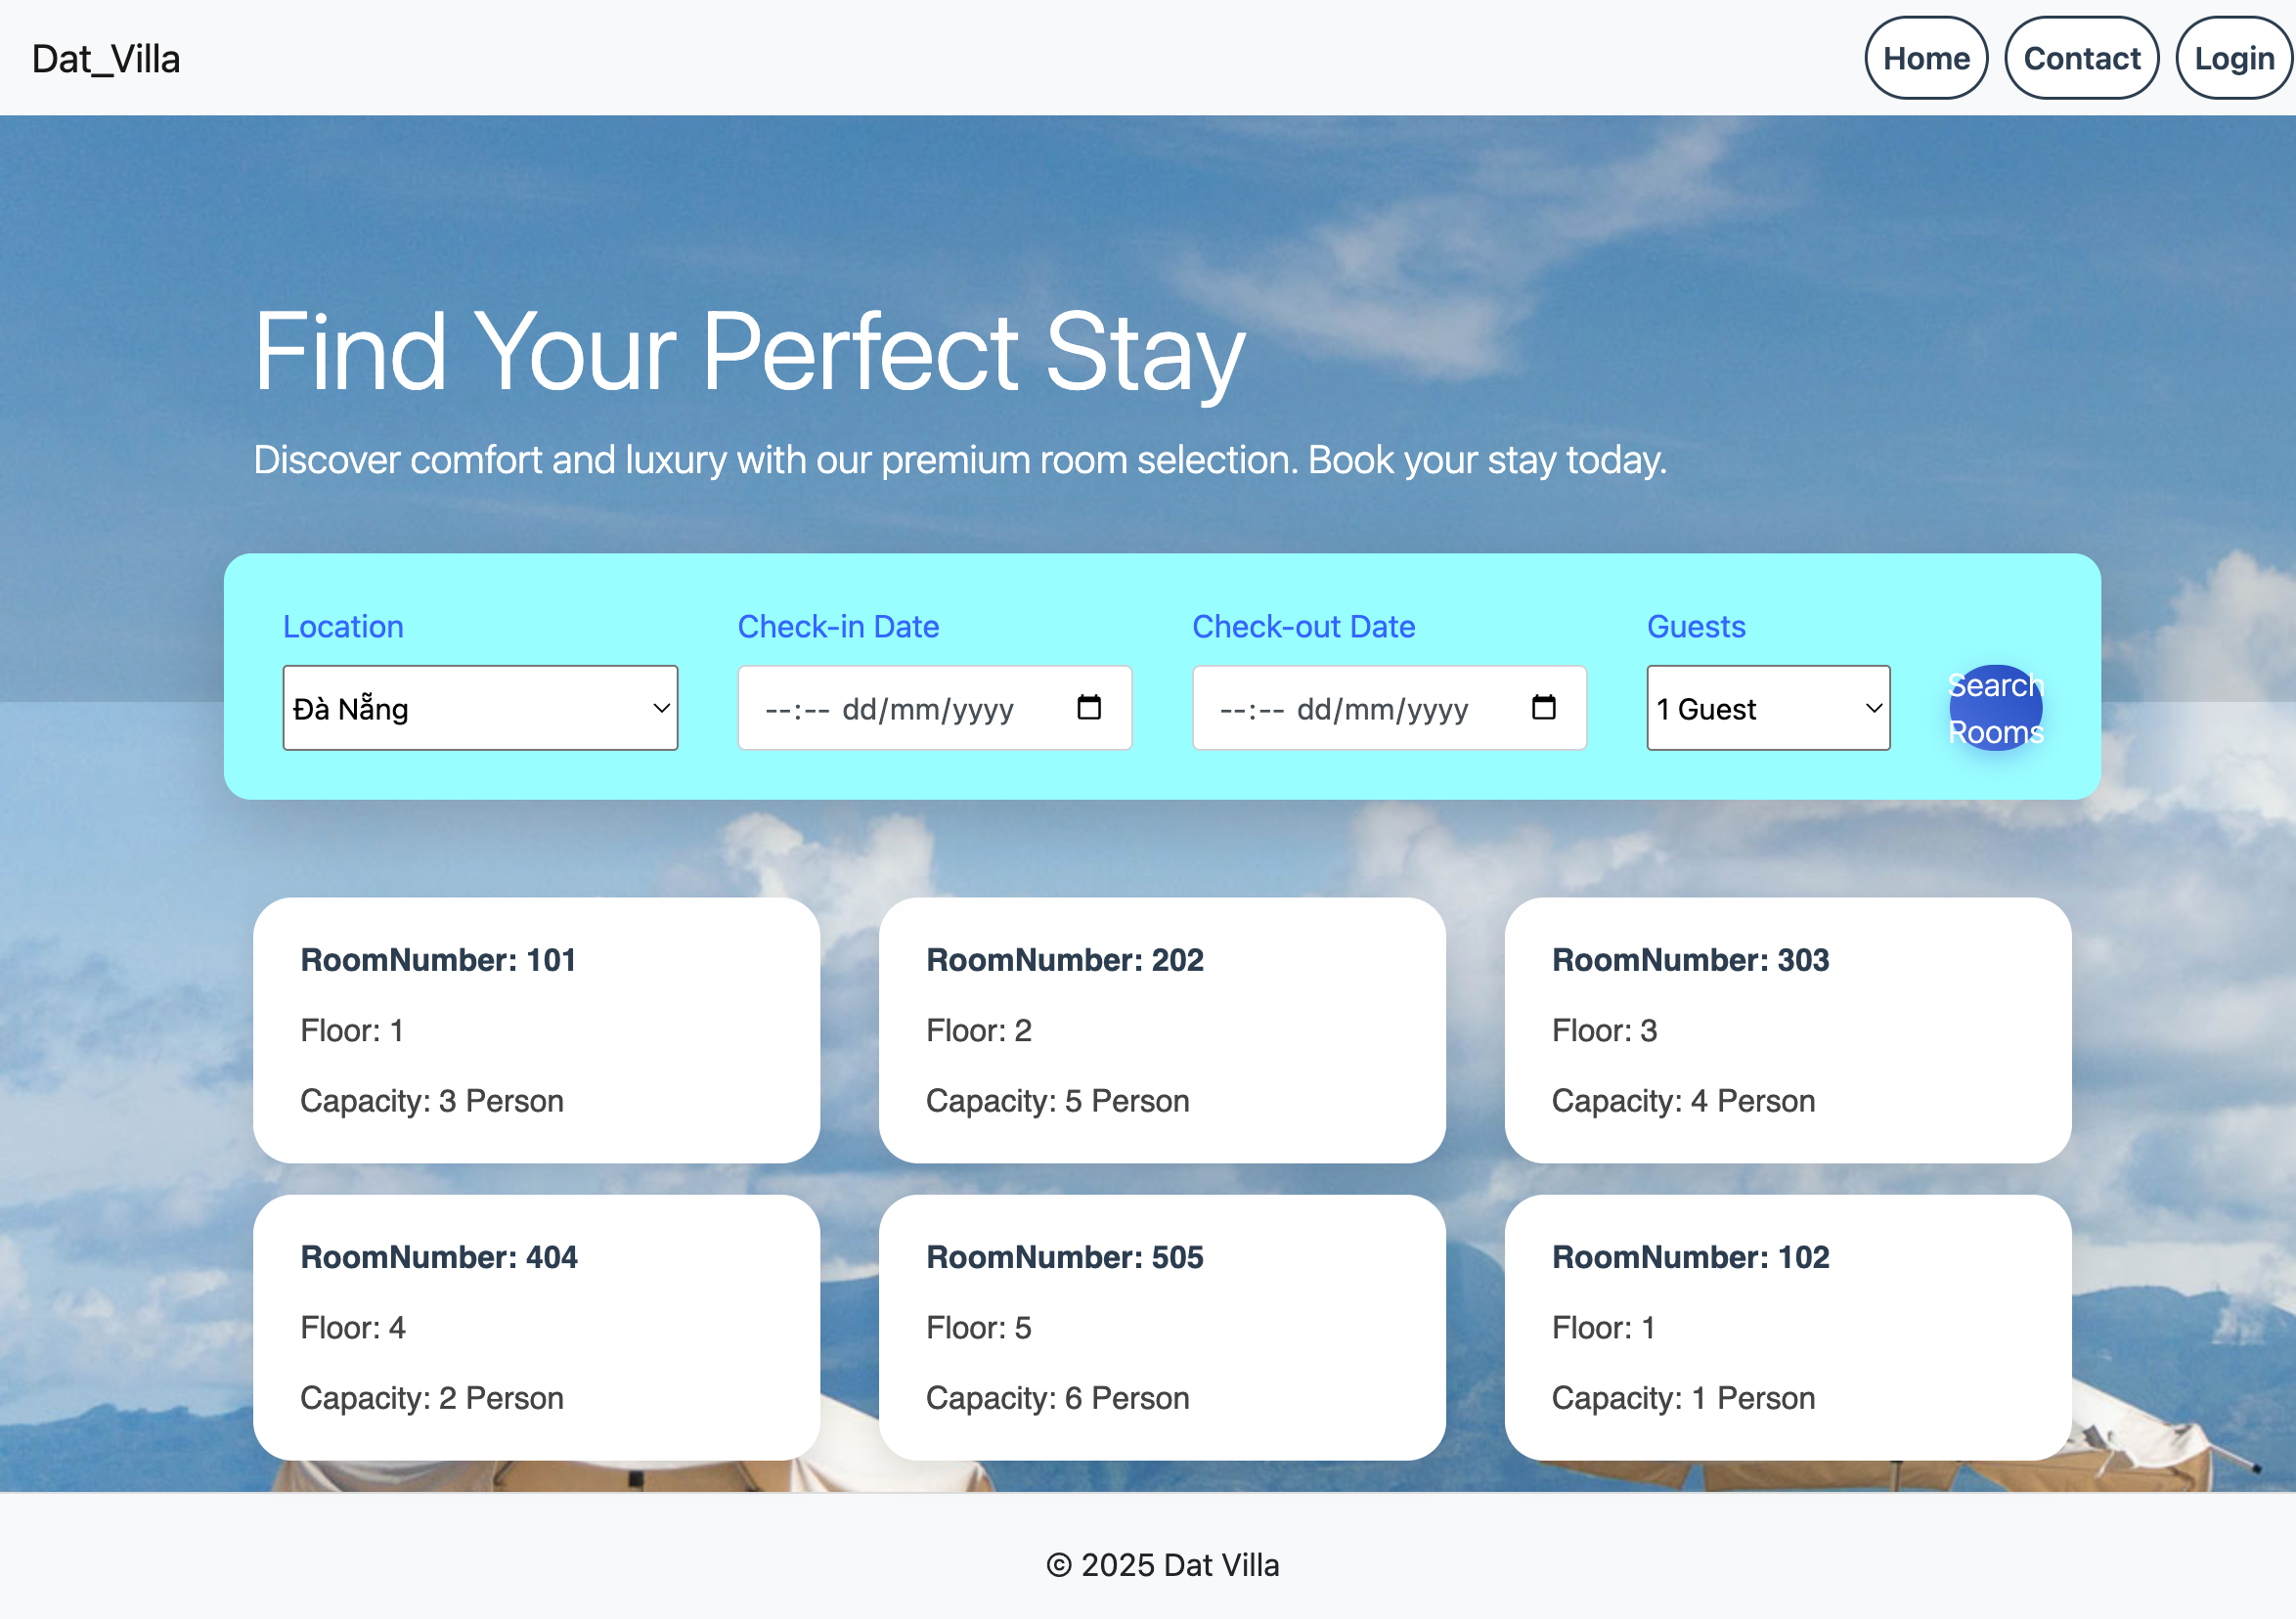 Dat_Villa
Home Contact Login
Find Your Perfect Stay
Discover comfort and luxury with our premium room selection. Book your stay today.
Location Check-in Date Check-out Date Guests
Đà Nẵng --:-- dd/mm/yyyy --:-- dd/mm/yyyy 1 Guest Search Rooms
RoomNumber: 101
Floor: 1
Capacity: 3 Person
RoomNumber: 202
Floor: 2
Capacity: 5 Person
RoomNumber: 303
Floor: 3
Capacity: 4 Person
RoomNumber: 404
Floor: 4
Capacity: 2 Person
RoomNumber: 505
Floor: 5
Capacity: 6 Person
RoomNumber: 102
Floor: 1
Capacity: 1 Person
© 2025 Dat Villa